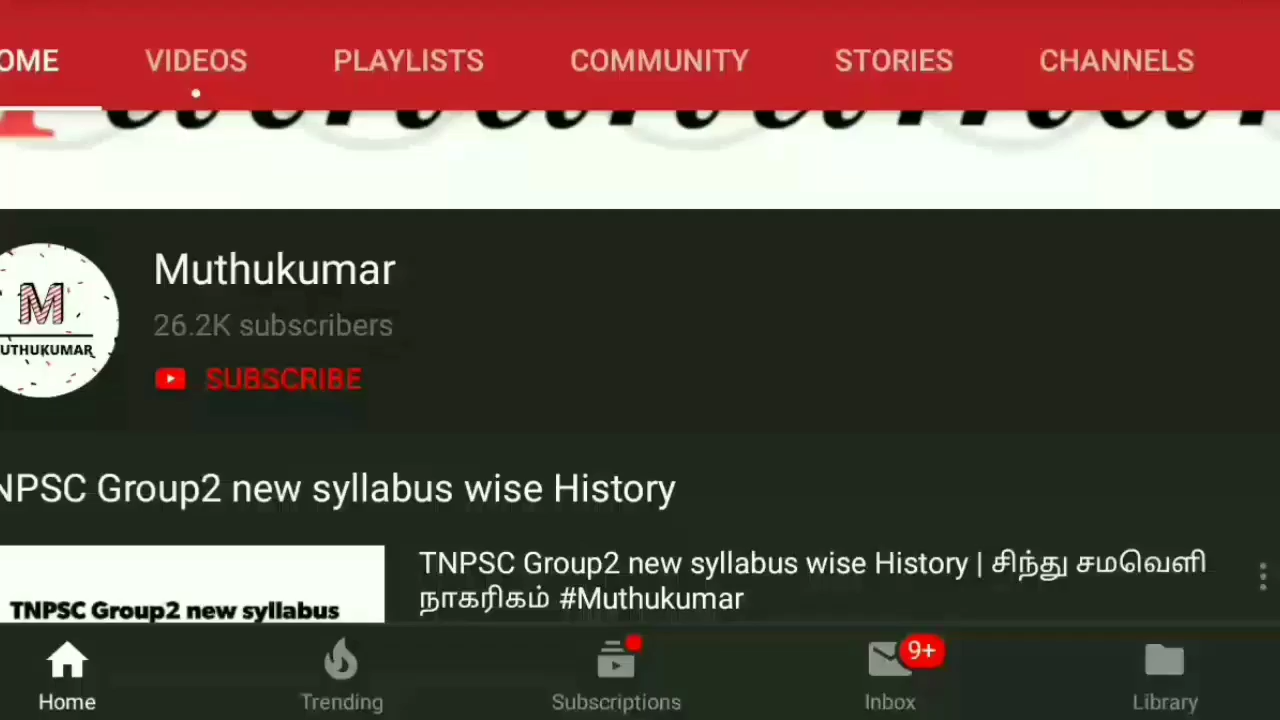 OME VIDEOS PLAYLISTS COMMUNITY STORIES CHANNELS
Muthukumar
26.2K subscribers
M
UTHUKUMAR
SUBSCRIBE
NPSC Group2 new syllabus wise History
TNPSC Group2 new syllabus wise History | சிந்து சமவெளி
நாகரிகம் #Muthukumar
TNPSC Group2 new syllabus
9+
Home Trending Subscriptions Inbox Library